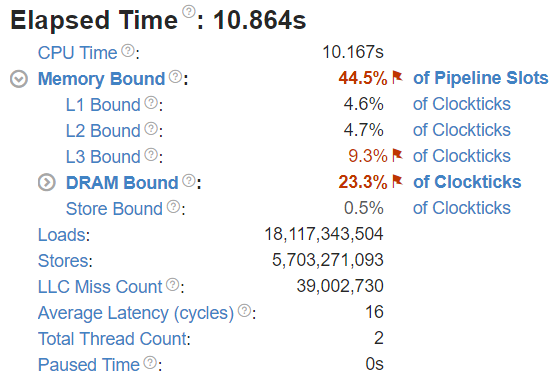 Elapsed Time ?: 10.864s
CPU Time ?: 10.167s
Memory Bound ?: 44.5% of Pipeline Slots
L1 Bound ?: 4.6% of Clockticks
L2 Bound ?: 4.7% of Clockticks
L3 Bound ?: 9.3% of Clockticks
DRAM Bound ?: 23.3% of Clockticks
Store Bound ?: 0.5% of Clockticks
Loads: 18,117,343,504
Stores: 5,703,271,093
LLC Miss Count ?: 39,002,730
Average Latency (cycles) ?: 16
Total Thread Count: 2
Paused Time ?: 0s